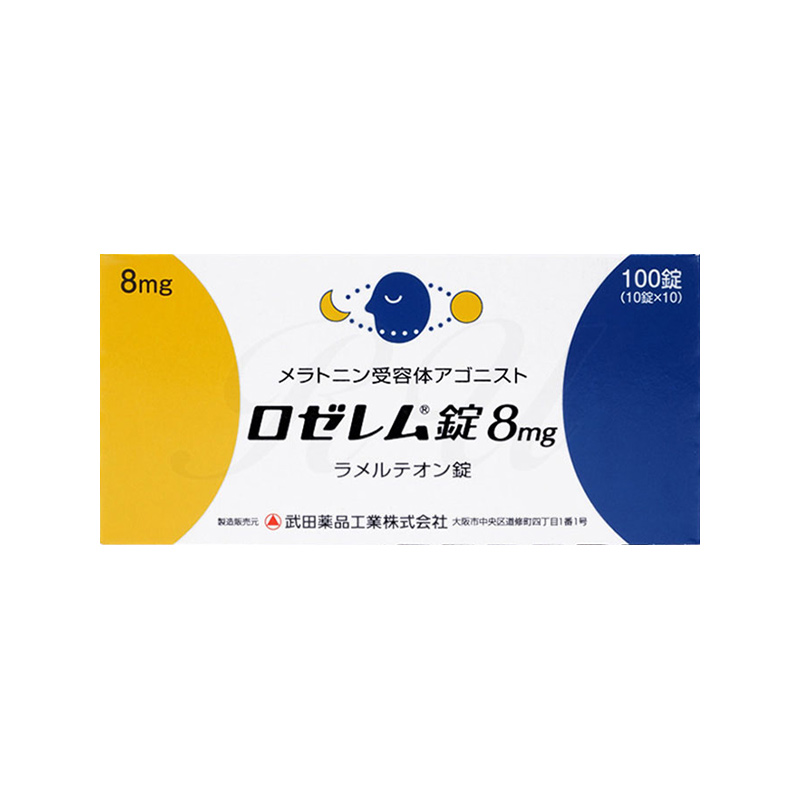 8mg
100錠
(10錠×10)
メラトニン受容体アゴニスト
ロゼレム®錠8mg
ラメルテオン錠
製造販売元 武田薬品工業株式会社 大阪市中央区道修町四丁目1番1号